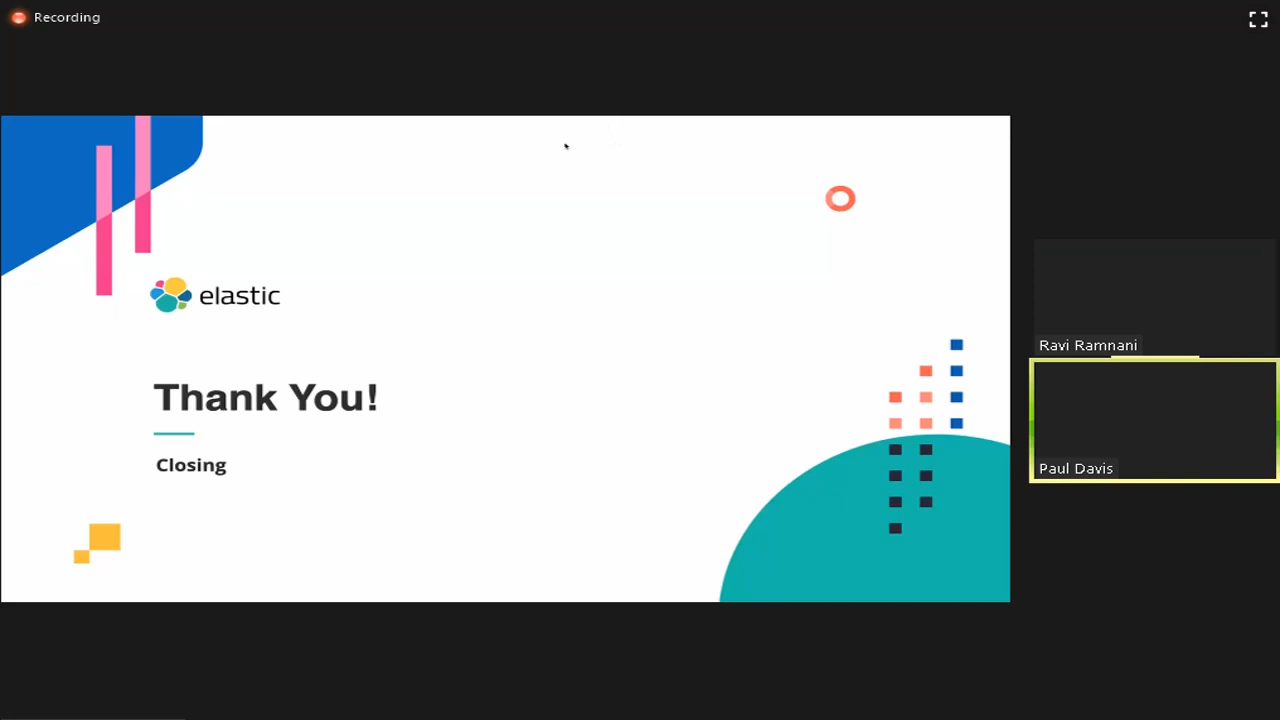 Recording
elastic
Thank You!
Closing
Ravi Ramnani
Paul Davis